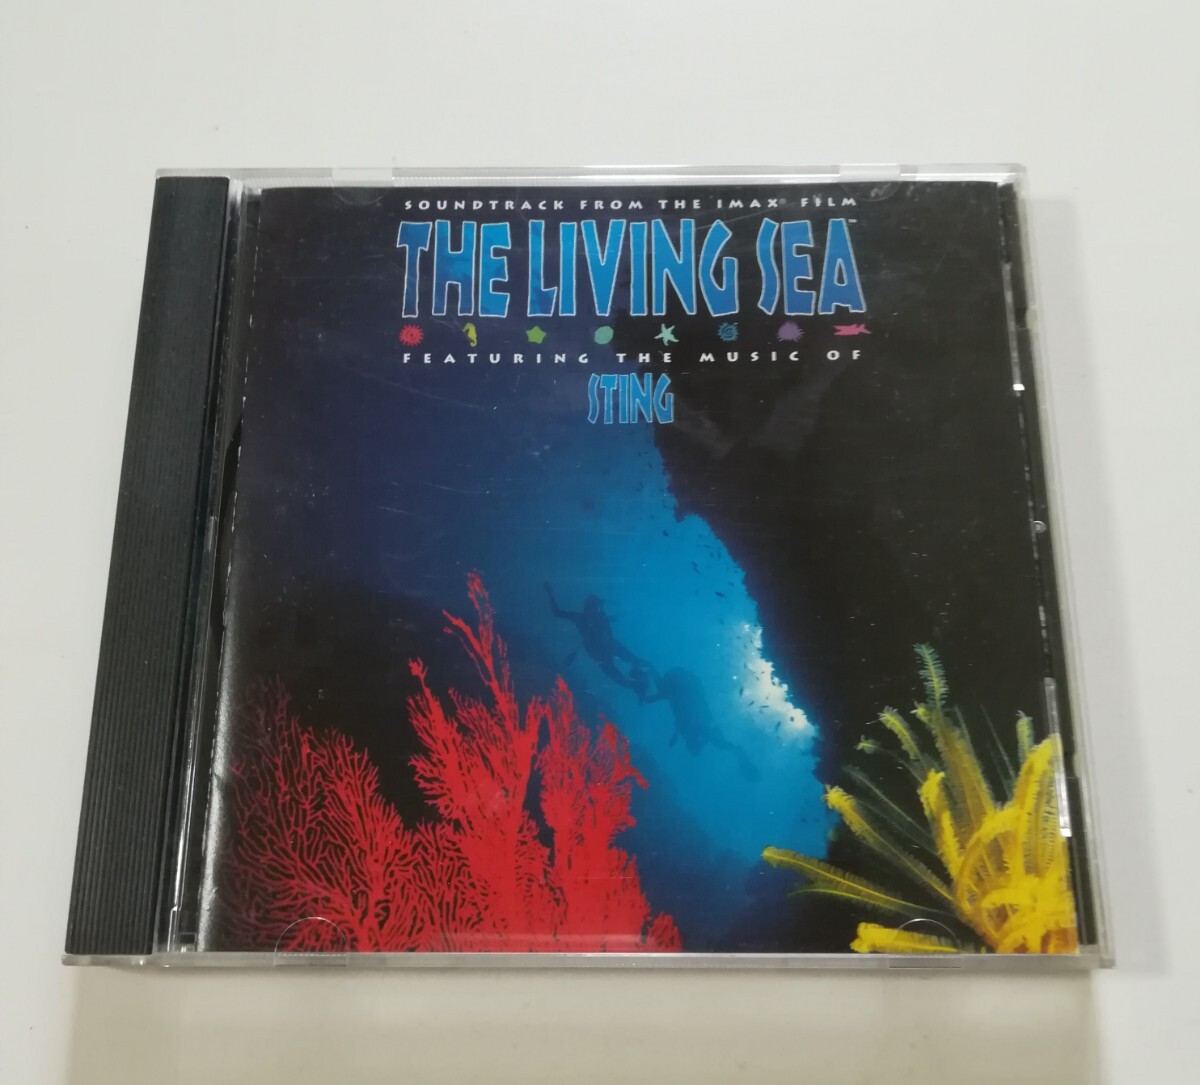 SOUNDTRACK FROM THE IMAX® FILM
THE LIVING SEA™
FEATURING THE MUSIC OF
STING